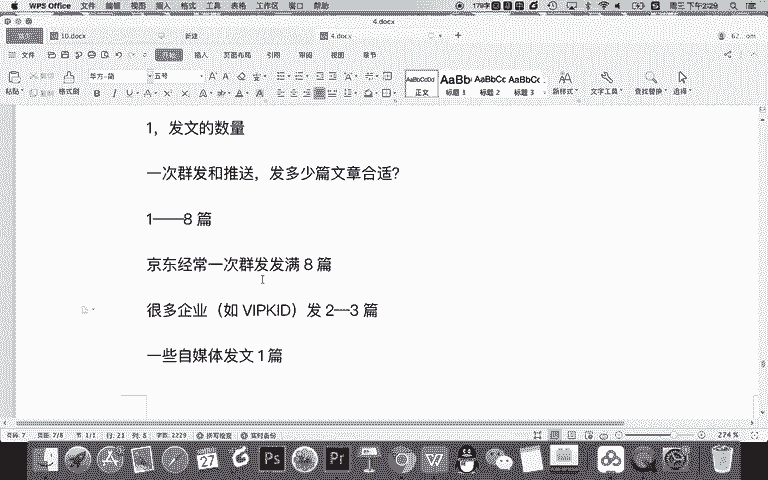 WPS Office 文件 编辑 视图 插入 格式 工具 表格 工作区 窗口 帮助
周三 下午2:29
4.docx
10.docx 新建 4.docx
文件 开始 插入 页面布局 引用 审阅 视图 章节
粘贴 复制 格式刷 五号 正文 标题 1 标题 2 标题 3 新样式 文字工具 查找替换 选择
1，发文的数量
一次群发和推送，发多少篇文章合适？
1——8 篇
京东经常一次群发发满 8 篇
很多企业（如 VIPKID）发 2—3 篇
一些自媒体发文 1 篇
页码: 7 页面: 7/8 节: 1/1 行: 21 列: 8 字数: 2229 拼写检查 实时备份 274 %